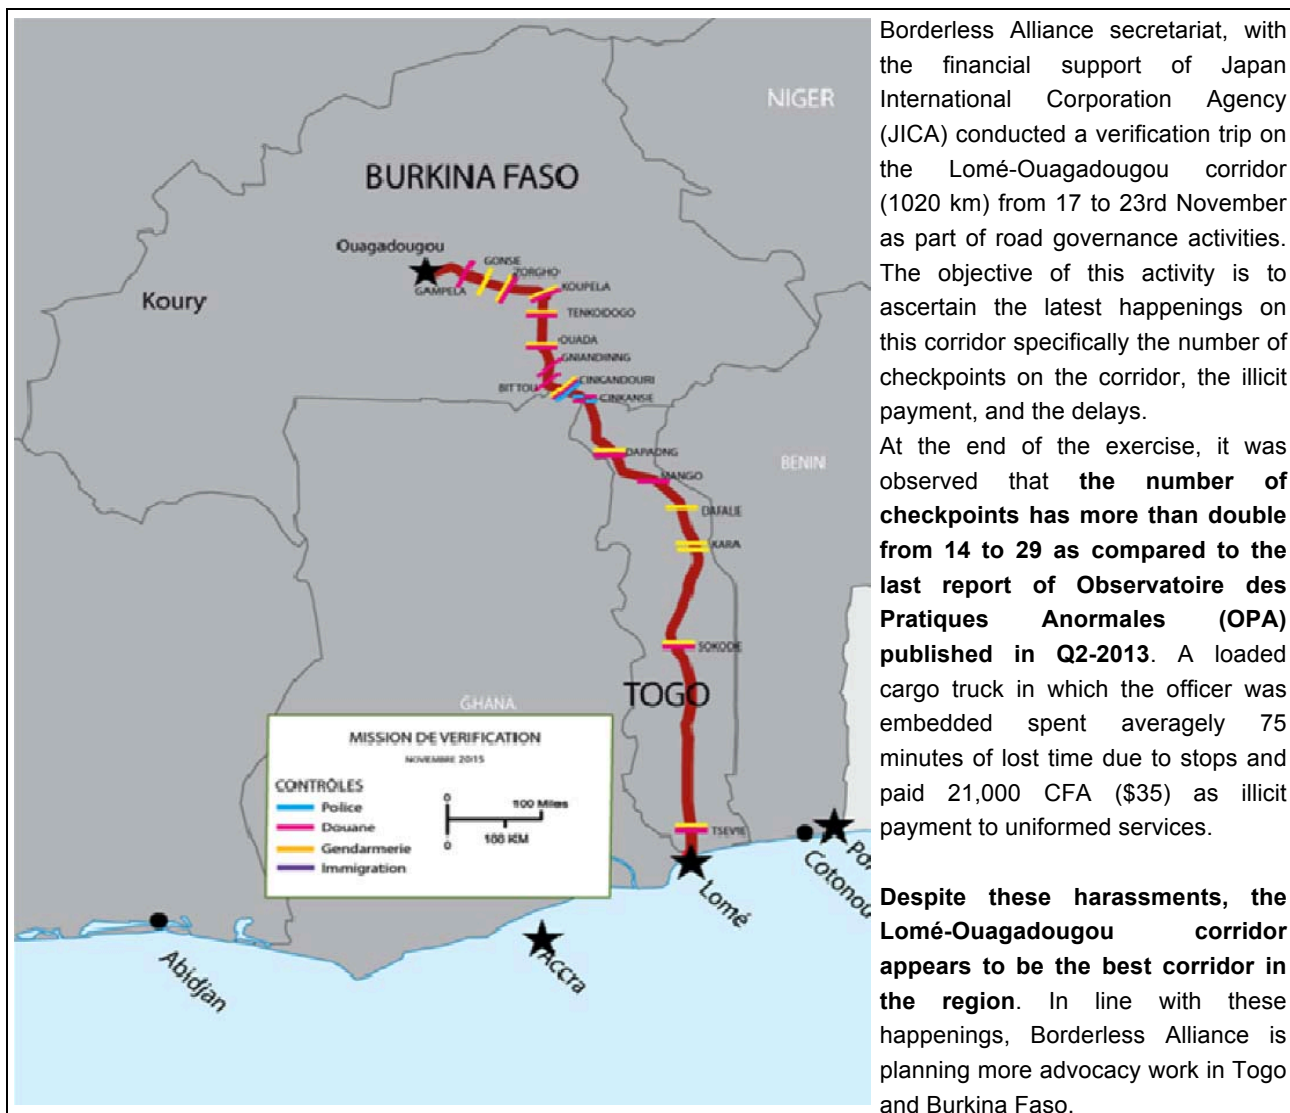 NIGER
BURKINA FASO
Ouagadougou
GONSE
ZORGHO
GAMPELA
KOUPELA
Koury
TENKODOGO
OUADA
GNIANDINNG
CINKANDOURI
BITTOU
CINKANSE
DAPAONG
BENIN
MANGO
DAFALE
KARA
SOKODE
TOGO
GHANA
MISSION DE VERIFICATION
NOVEMBRE 2015
CONTRÔLES
Police
Douane
Gendarmerie
Immigration
0
100 Miles
0
100 KM
TSEVIE
Lomé
Cotonou
Por
Accra
Abidjan
Borderless Alliance secretariat, with
the financial support of Japan
International Corporation Agency
(JICA) conducted a verification trip on
the Lomé-Ouagadougou corridor
(1020 km) from 17 to 23rd November
as part of road governance activities.
The objective of this activity is to
ascertain the latest happenings on
this corridor specifically the number of
checkpoints on the corridor, the illicit
payment, and the delays.
At the end of the exercise, it was
observed that the number of
checkpoints has more than double
from 14 to 29 as compared to the
last report of Observatoire des
Pratiques Anormales (OPA)
published in Q2-2013. A loaded
cargo truck in which the officer was
embedded spent averagely 75
minutes of lost time due to stops and
paid 21,000 CFA ($35) as illicit
payment to uniformed services.
Despite these harassments, the
Lomé-Ouagadougou corridor
appears to be the best corridor in
the region. In line with these
happenings, Borderless Alliance is
planning more advocacy work in Togo
and Burkina Faso.